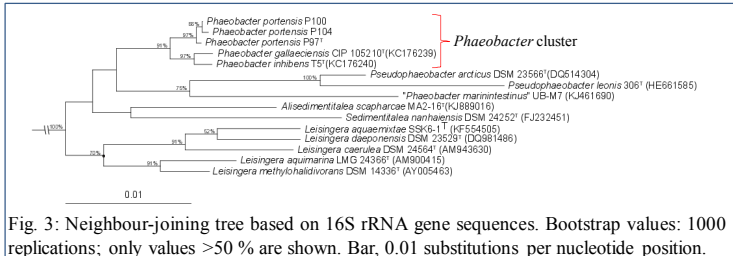 Phaeobacter portensis P100
66%
Phaeobacter portensis P104
97%
Phaeobacter portensis P97ᵀ
91%
Phaeobacter gallaeciensis CIP 105210ᵀ(KC176239)
97%
Phaeobacter inhibens T5ᵀ(KC176240)
Phaeobacter cluster
Pseudophaeobacter arcticus DSM 23566ᵀ(DQ514304)
100%
Pseudophaeobacter leonis 306ᵀ (HE661585)
75%
"Phaeobacter marinintestinus" UB-M7 (KJ461690)
Alisedimentitalea scapharcae MA2-16ᵀ(KJ889016)
Sedimentitalea nanhaiensis DSM 24252ᵀ(FJ232451)
100%
Leisingera aquaemixtae SSK6-1ᵀ(KF554505)
52%
Leisingera daeponensis DSM 23529ᵀ(DQ981486)
91%
Leisingera caerulea DSM 24564ᵀ(AM943630)
70%
Leisingera aquimarina LMG 24366ᵀ(AM900415)
91%
Leisingera methylohalidivorans DSM 14336ᵀ(AY005463)
0.01
Fig. 3: Neighbour-joining tree based on 16S rRNA gene sequences. Bootstrap values: 1000
replications; only values >50 % are shown. Bar, 0.01 substitutions per nucleotide position.